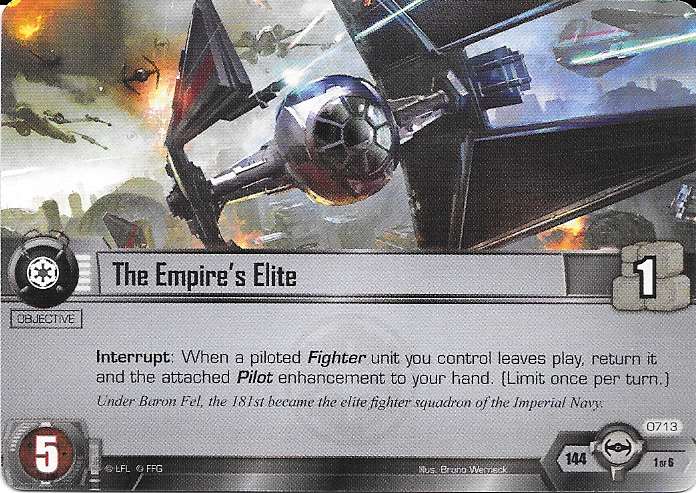 The Empire's Elite
1
OBJECTIVE
Interrupt: When a piloted Fighter unit you control leaves play, return it
and the attached Pilot enhancement to your hand. (Limit once per turn.)
Under Baron Fel, the 181st became the elite fighter squadron of the Imperial Navy.
0713
5
© LFL © FFG
Illus. Bruno Werneck
144
1 OF 6